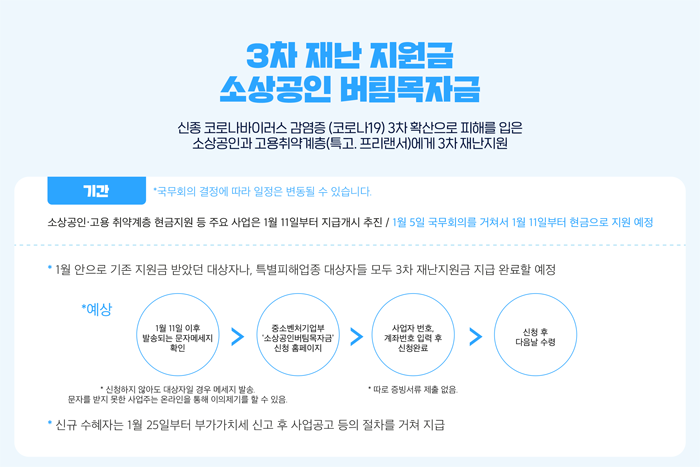 3차 재난 지원금
소상공인 버팀목자금
신종 코로나바이러스 감염증 (코로나19) 3차 확산으로 피해를 입은
소상공인과 고용취약계층(특고. 프리랜서)에게 3차 재난지원
기간
*국무회의 결정에 따라 일정은 변동될 수 있습니다.
소상공인·고용 취약계층 현금지원 등 주요 사업은 1월 11일부터 지급개시 추진 / 1월 5일 국무회의를 거쳐서 1월 11일부터 현금으로 지원 예정
* 1월 안으로 기존 지원금 받았던 대상자나, 특별피해업종 대상자들 모두 3차 재난지원금 지급 완료할 예정
*예상
1월 11일 이후
발송되는 문자메세지
확인
>
중소벤처기업부
'소상공인버팀목자금'
신청 홈페이지
>
사업자 번호,
계좌번호 입력 후
신청완료
>
신청 후
다음날 수령
* 신청하지 않아도 대상자일 경우 메세지 발송.
문자를 받지 못한 사업주는 온라인을 통해 이의제기를 할 수 있음.
* 따로 증빙서류 제출 없음.
* 신규 수혜자는 1월 25일부터 부가가치세 신고 후 사업공고 등의 절차를 거쳐 지급